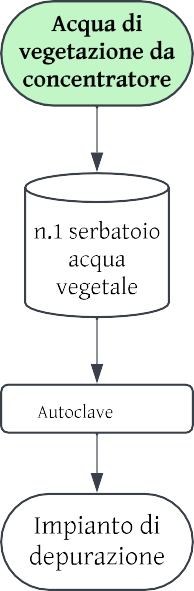 Acqua di
vegetazione da
concentratore
n.1 serbatoio
acqua
vegetale
Autoclave
Impianto di
depurazione